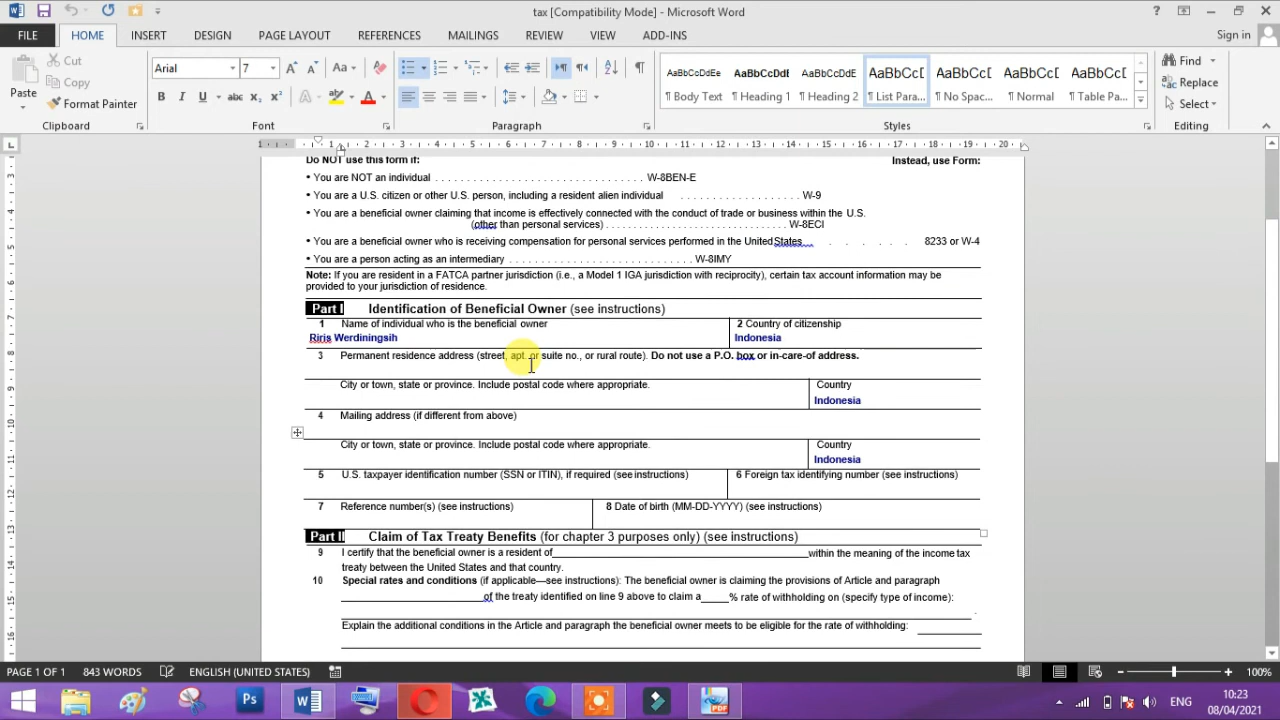 tax [Compatibility Mode] - Microsoft Word
FILE HOME INSERT DESIGN PAGE LAYOUT REFERENCES MAILINGS REVIEW VIEW ADD-INS Sign in
Cut
Copy
Format Painter
Paste
Clipboard
Arial 7
Font
Paragraph
AaBbCcDdEe AaBbCcDd AaBbCcDd AaBbCcD AaBbCcD AaBbCcD AaBbCcD
¶ Body Text ¶ Heading 1 ¶ Heading 2 ¶ List Para... ¶ No Spac... ¶ Normal ¶ Table Pa...
Styles
Find
Replace
Select
Editing
Do NOT use this form if: Instead, use Form:
• You are NOT an individual . . . . . . . . . . . . . . . . . . . . . . . . . . . . . . . . . W-8BEN-E
• You are a U.S. citizen or other U.S. person, including a resident alien individual . . . . . . . . . . . . . . . . . . . W-9
• You are a beneficial owner claiming that income is effectively connected with the conduct of trade or business within the U.S.
(other than personal services) . . . . . . . . . . . . . . . . . . . . . . . . . . . . . W-8ECI
• You are a beneficial owner who is receiving compensation for personal services performed in the UnitedStates . . . . . . . 8233 or W-4
• You are a person acting as an intermediary . . . . . . . . . . . . . . . . . . . . . . . . . . . . . W-8IMY
Note: If you are resident in a FATCA partner jurisdiction (i.e., a Model 1 IGA jurisdiction with reciprocity), certain tax account information may be
provided to your jurisdiction of residence.
Part I Identification of Beneficial Owner (see instructions)
1 Name of individual who is the beneficial owner 2 Country of citizenship
Riris Werdiningsih Indonesia
3 Permanent residence address (street, apt. or suite no., or rural route). Do not use a P.O. box or in-care-of address.
City or town, state or province. Include postal code where appropriate. Country
Indonesia
4 Mailing address (if different from above)
City or town, state or province. Include postal code where appropriate. Country
Indonesia
5 U.S. taxpayer identification number (SSN or ITIN), if required (see instructions) 6 Foreign tax identifying number (see instructions)
7 Reference number(s) (see instructions) 8 Date of birth (MM-DD-YYYY) (see instructions)
Part II Claim of Tax Treaty Benefits (for chapter 3 purposes only) (see instructions)
9 I certify that the beneficial owner is a resident of within the meaning of the income tax
treaty between the United States and that country.
10 Special rates and conditions (if applicable—see instructions): The beneficial owner is claiming the provisions of Article and paragraph
of the treaty identified on line 9 above to claim a % rate of withholding on (specify type of income):
.
Explain the additional conditions in the Article and paragraph the beneficial owner meets to be eligible for the rate of withholding:
PAGE 1 OF 1 843 WORDS ENGLISH (UNITED STATES) 100%
Ps PDF ENG 10:23
08/04/2021